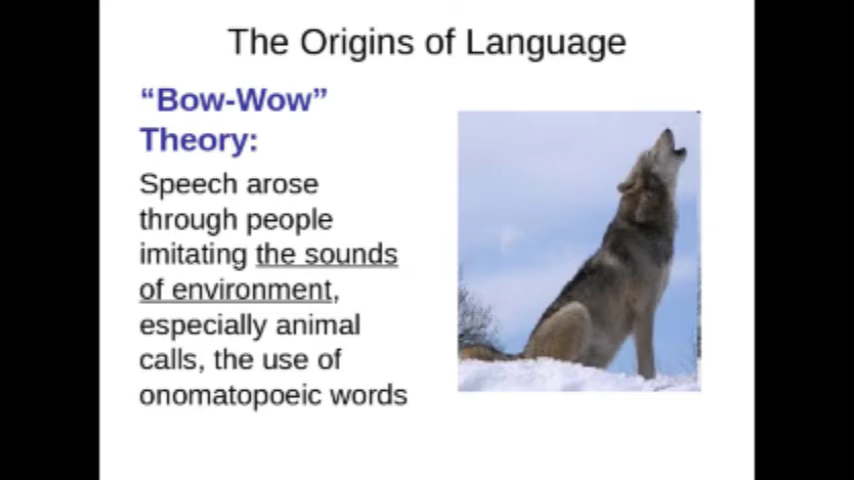 The Origins of Language
“Bow-Wow”
Theory:
Speech arose
through people
imitating the sounds
of environment,
especially animal
calls, the use of
onomatopoeic words